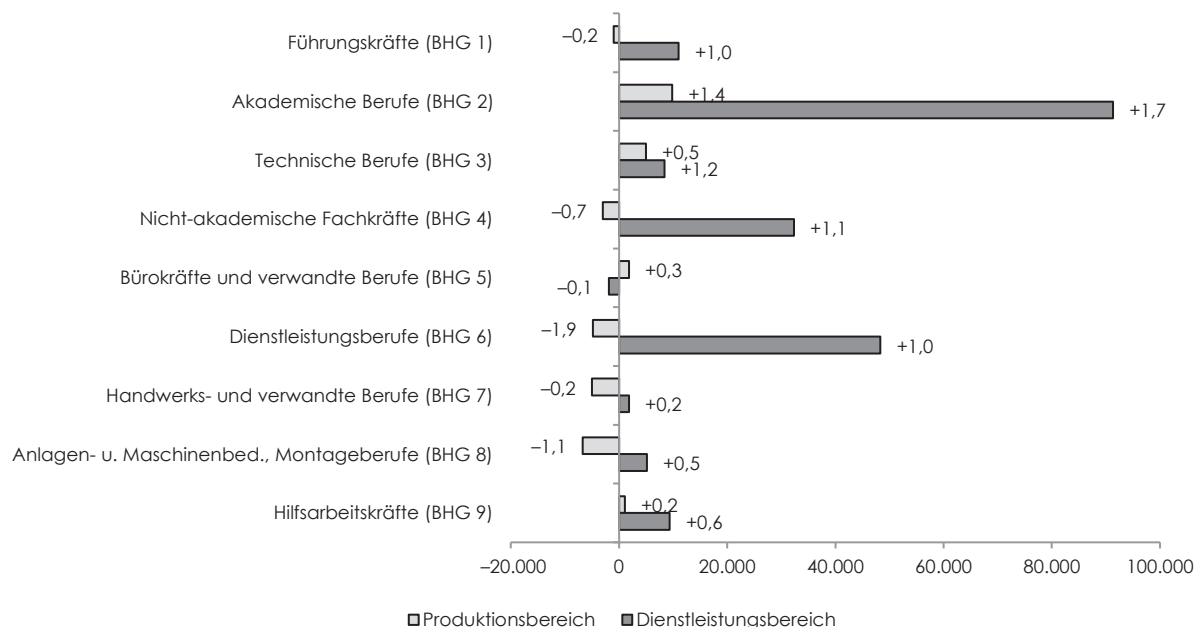 Führungskräfte (BHG 1)
–0,2
+1,0
Akademische Berufe (BHG 2)
+1,4
+1,7
Technische Berufe (BHG 3)
+0,5
+1,2
Nicht-akademische Fachkräfte (BHG 4)
–0,7
+1,1
Bürokräfte und verwandte Berufe (BHG 5)
+0,3
–0,1
Dienstleistungsberufe (BHG 6)
–1,9
+1,0
Handwerks- und verwandte Berufe (BHG 7)
–0,2
+0,2
Anlagen- u. Maschinenbed., Montageberufe (BHG 8)
–1,1
+0,5
Hilfsarbeitskräfte (BHG 9)
+0,2
+0,6
–20.000 0 20.000 40.000 60.000 80.000 100.000
Produktionsbereich Dienstleistungsbereich